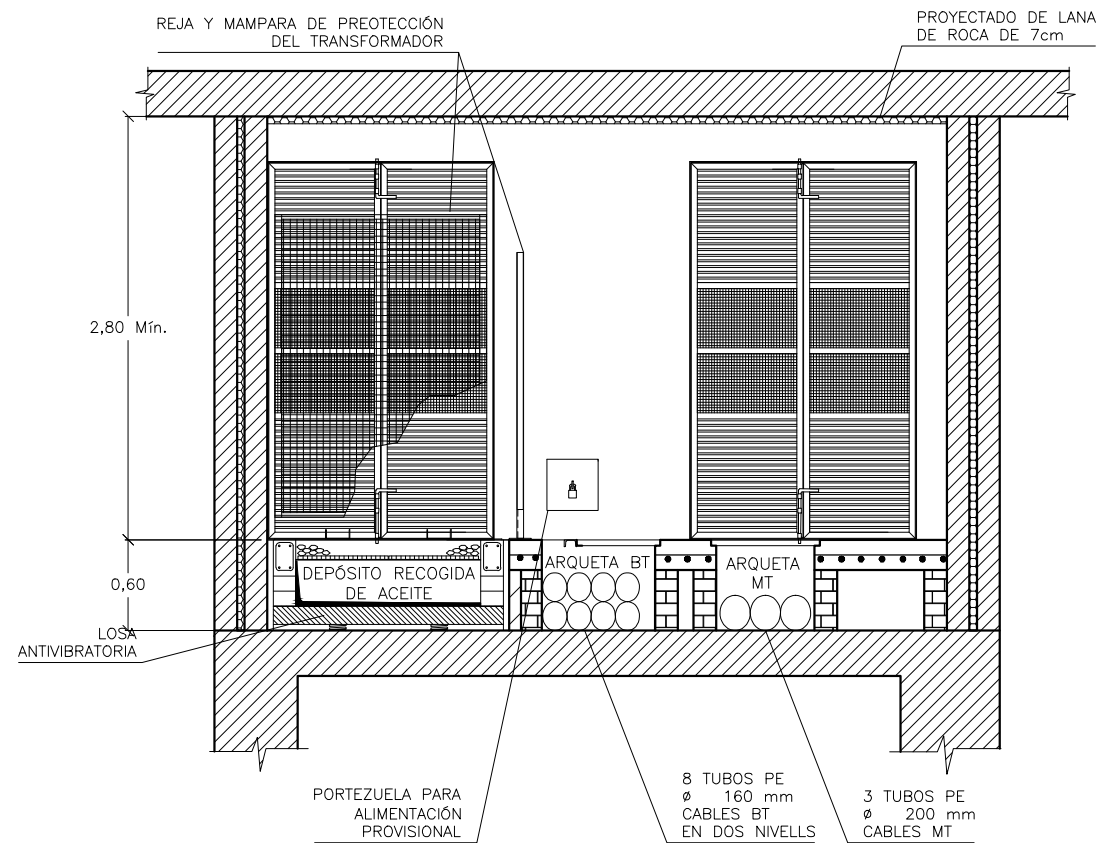 REJA Y MAMPARA DE PREOTECCIÓN
DEL TRANSFORMADOR
PROYECTADO DE LANA
DE ROCA DE 7cm
2,80 Mín.
0,60
DEPÓSITO RECOGIDA
DE ACEITE
ARQUETA BT
ARQUETA
MT
LOSA
ANTIVIBRATORIA
PORTEZUELA PARA
ALIMENTACIÓN
PROVISIONAL
8 TUBOS PE
ø 160 mm
CABLES BT
EN DOS NIVELLS
3 TUBOS PE
ø 200 mm
CABLES MT